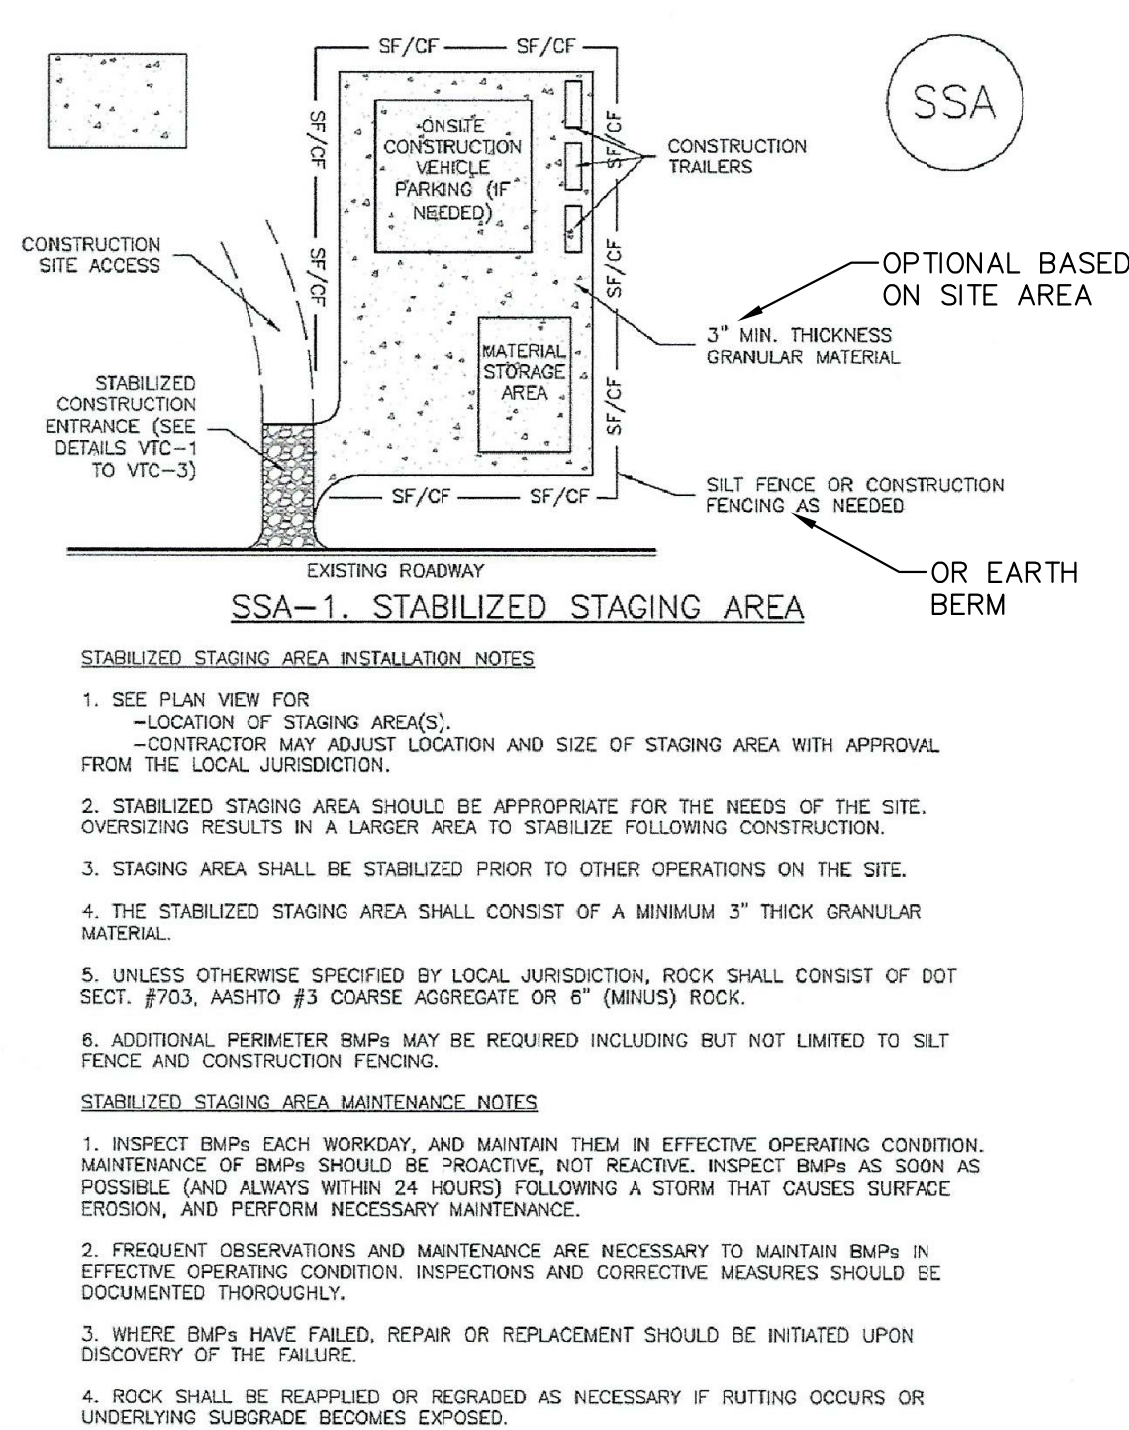 SF/CF SF/CF
SSA
SF/CF
SF/CF
ONSITE
CONSTRUCTION
VEHICLE
PARKING (IF
NEEDED)
SF/CF
CONSTRUCTION
TRAILERS
CONSTRUCTION
SITE ACCESS
SF/CF
SF/CF
OPTIONAL BASED
ON SITE AREA
3" MIN. THICKNESS
GRANULAR MATERIAL
MATERIAL
STORAGE
AREA
STABILIZED
CONSTRUCTION
ENTRANCE (SEE
DETAILS VTC-1
TO VTC-3)
SF/CF SF/CF
SILT FENCE OR CONSTRUCTION
FENCING AS NEEDED
OR EARTH
BERM
EXISTING ROADWAY
SSA-1. STABILIZED STAGING AREA
STABILIZED STAGING AREA INSTALLATION NOTES
1. SEE PLAN VIEW FOR
-LOCATION OF STAGING AREA(S).
-CONTRACTOR MAY ADJUST LOCATION AND SIZE OF STAGING AREA WITH APPROVAL
FROM THE LOCAL JURISDICTION.
2. STABILIZED STAGING AREA SHOULD BE APPROPRIATE FOR THE NEEDS OF THE SITE.
OVERSIZING RESULTS IN A LARGER AREA TO STABILIZE FOLLOWING CONSTRUCTION.
3. STAGING AREA SHALL BE STABILIZED PRIOR TO OTHER OPERATIONS ON THE SITE.
4. THE STABILIZED STAGING AREA SHALL CONSIST OF A MINIMUM 3" THICK GRANULAR
MATERIAL.
5. UNLESS OTHERWISE SPECIFIED BY LOCAL JURISDICTION, ROCK SHALL CONSIST OF DOT
SECT. #703, AASHTO #3 COARSE AGGREGATE OR 6" (MINUS) ROCK.
6. ADDITIONAL PERIMETER BMPs MAY BE REQUIRED INCLUDING BUT NOT LIMITED TO SILT
FENCE AND CONSTRUCTION FENCING.
STABILIZED STAGING AREA MAINTENANCE NOTES
1. INSPECT BMPs EACH WORKDAY, AND MAINTAIN THEM IN EFFECTIVE OPERATING CONDITION.
MAINTENANCE OF BMPs SHOULD BE PROACTIVE, NOT REACTIVE. INSPECT BMPs AS SOON AS
POSSIBLE (AND ALWAYS WITHIN 24 HOURS) FOLLOWING A STORM THAT CAUSES SURFACE
EROSION, AND PERFORM NECESSARY MAINTENANCE.
2. FREQUENT OBSERVATIONS AND MAINTENANCE ARE NECESSARY TO MAINTAIN BMPs IN
EFFECTIVE OPERATING CONDITION. INSPECTIONS AND CORRECTIVE MEASURES SHOULD BE
DOCUMENTED THOROUGHLY.
3. WHERE BMPs HAVE FAILED, REPAIR OR REPLACEMENT SHOULD BE INITIATED UPON
DISCOVERY OF THE FAILURE.
4. ROCK SHALL BE REAPPLIED OR REGRADED AS NECESSARY IF RUTTING OCCURS OR
UNDERLYING SUBGRADE BECOMES EXPOSED.